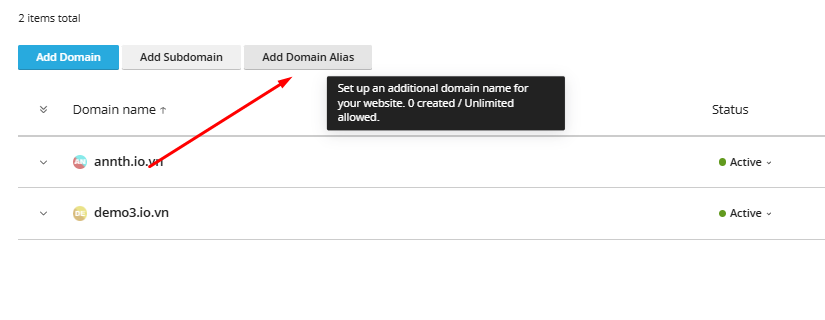 2 items total
Add Domain Add Subdomain Add Domain Alias
Set up an additional domain name for
your website. 0 created / Unlimited
allowed.
Domain name ↑ Status
annth.io.vn Active
demo3.io.vn Active